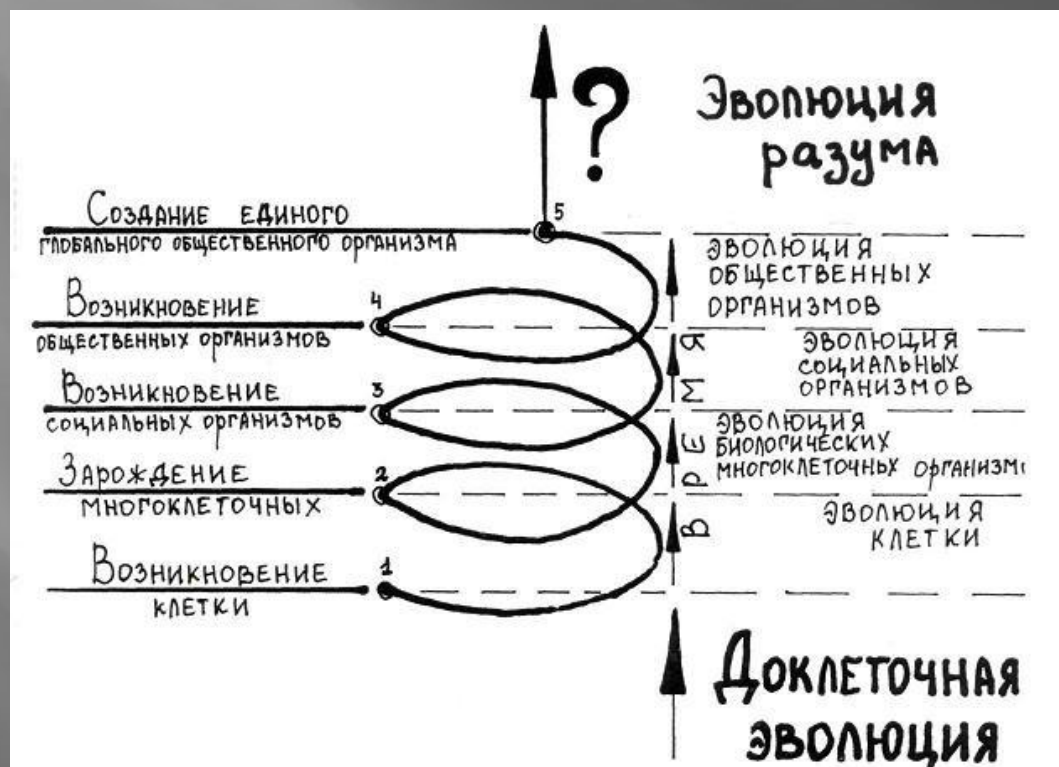 ?
Эволюция
разума
Создание единого
глобального общественного организма
5
эволюция
общественных
организмов
Возникновение
общественных организмов
4
эволюция
социальных
организмов
Возникновение
социальных организмов
3
эволюция
биологических
многоклеточных организм
Зарождение
многоклеточных
2
эволюция
клетки
Возникновение
клетки
1
ВРЕМЯ
Доклеточная
эволюция